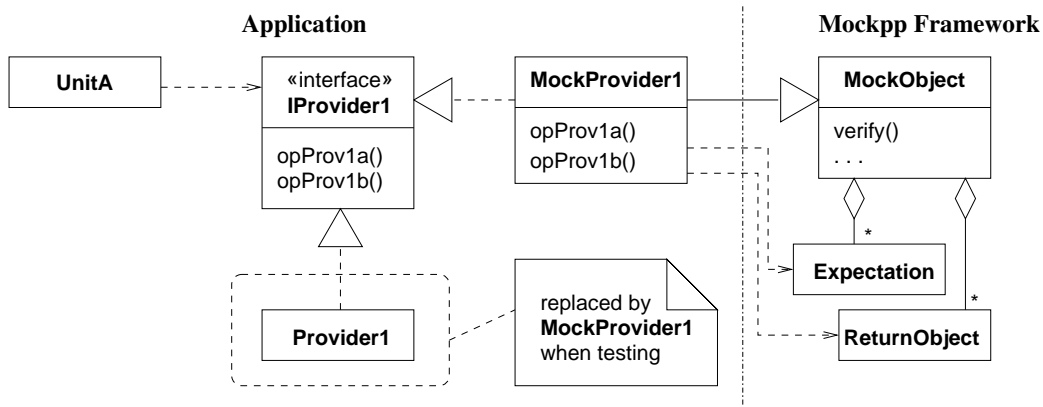 Application
Mockpp Framework
UnitA
«interface»
IProvider1
opProv1a()
opProv1b()
MockProvider1
opProv1a()
opProv1b()
MockObject
verify()
. . .
*
Expectation
*
ReturnObject
Provider1
replaced by
MockProvider1
when testing